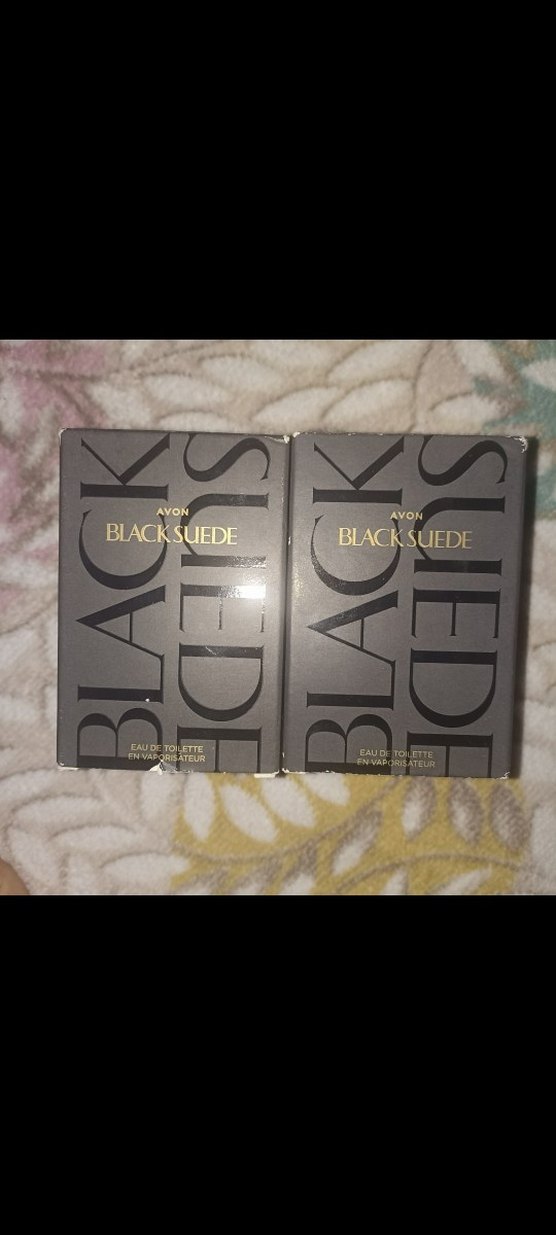 BLACK
SUEDE
AVON
BLACK SUEDE
EAU DE TOILETTE
EN VAPORISATEUR
BLACK
SUEDE
AVON
BLACK SUEDE
EAU DE TOILETTE
EN VAPORISATEUR